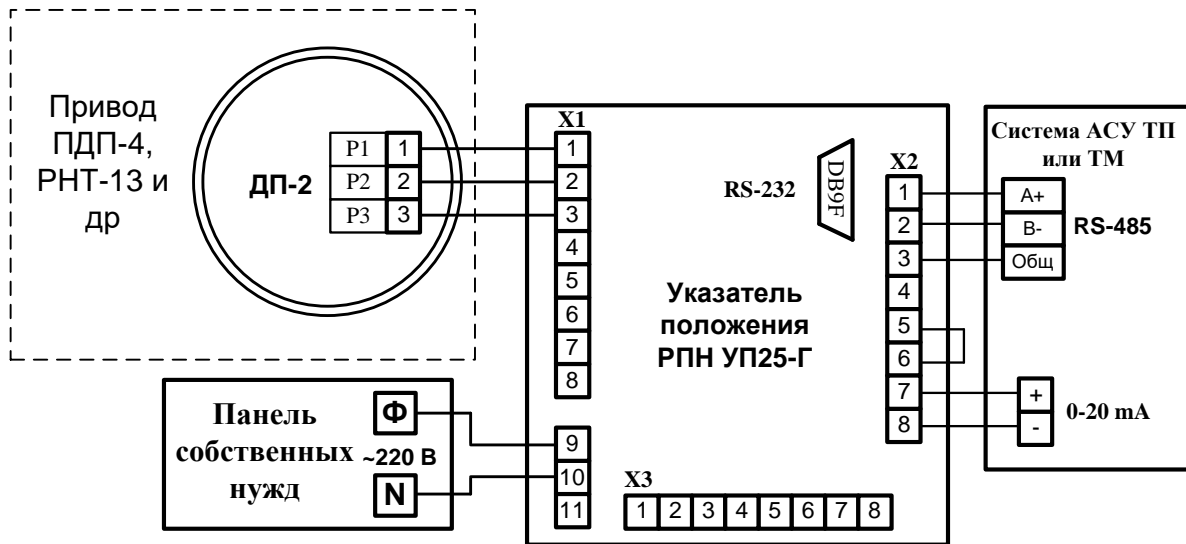 Привод
ПДП-4,
РНТ-13 и
др
ДП-2
P1 1
P2 2
P3 3
X1
1
2
3
4
5
6
7
8
9
10
11
RS-232
DB9F
Указатель
положения
РПН УП25-Г
X2
1
2
3
4
5
6
7
8
X3
1 2 3 4 5 6 7 8
Система АСУ ТП
или ТМ
A+
B-
Общ
RS-485
+
-
0-20 mA
Панель
собственных
нужд
Ф
~220 В
N